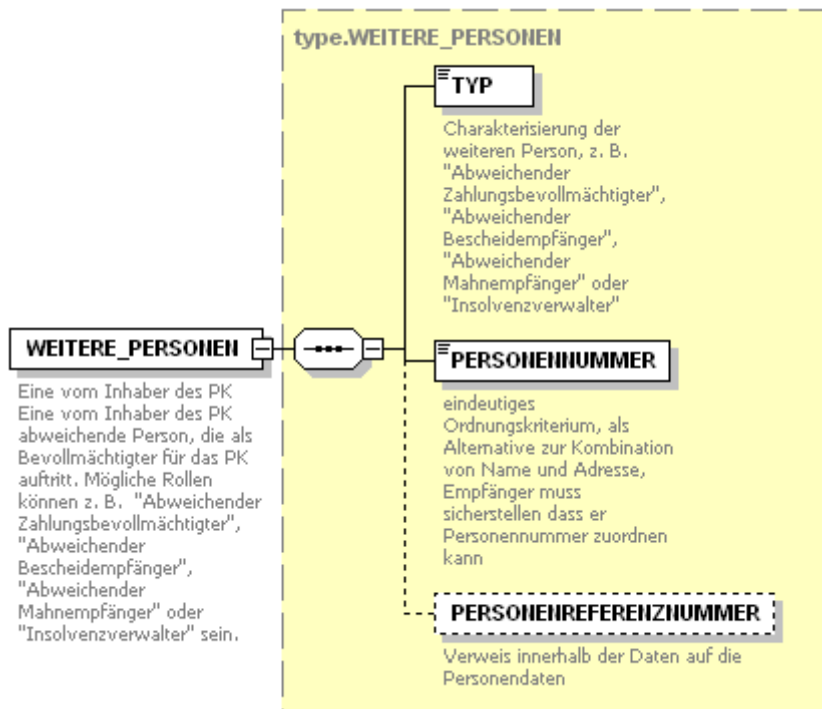 type.WEITERE_PERSONEN
TYP
Charakterisierung der
weiteren Person, z. B.
"Abweichender
Zahlungsbevollmächtigter",
"Abweichender
Bescheidempfänger",
"Abweichender
Mahnempfänger" oder
"Insolvenzverwalter"
WEITERE_PERSONEN
Eine vom Inhaber des PK
Eine vom Inhaber des PK
abweichende Person, die als
Bevollmächtigter für das PK
auftritt. Mögliche Rollen
können z. B. "Abweichender
Zahlungsbevollmächtigter",
"Abweichender
Bescheidempfänger",
"Abweichender
Mahnempfänger" oder
"Insolvenzverwalter" sein.
PERSONENNUMMER
eindeutiges
Ordnungskriterium, als
Alternative zur Kombination
von Name und Adresse,
Empfänger muss
sicherstellen dass er
Personennummer zuordnen
kann
PERSONENREFERENZNUMMER
Verweis innerhalb der Daten auf die
Personendaten